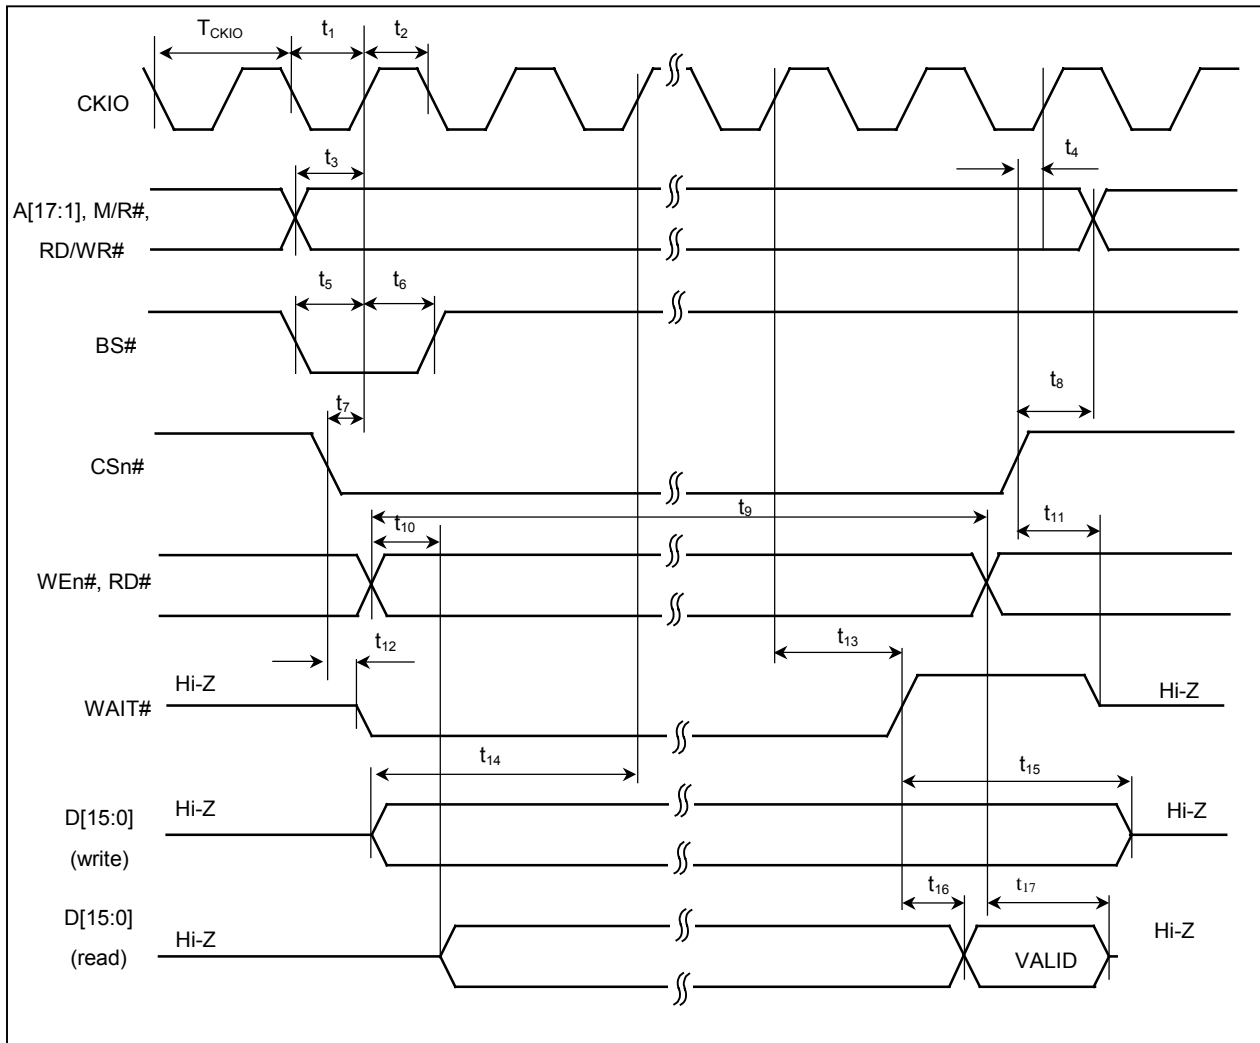 T_CKIO t₁ t₂
CKIO
t₃ t₄
A[17:1], M/R#,
RD/WR#
t₅ t₆
BS#
t₈
t₇
CSn#
t₉
t₁₀ t₁₁
WEn#, RD#
t₁₂ t₁₃
Hi-Z Hi-Z
WAIT#
t₁₄ t₁₅
Hi-Z Hi-Z
D[15:0]
(write)
t₁₆ t₁₇
D[15:0]
Hi-Z Hi-Z
(read) VALID